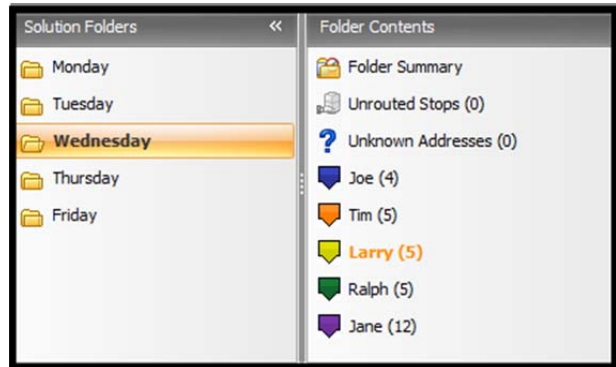 Solution Folders «
Monday
Tuesday
Wednesday
Thursday
Friday
Folder Contents
Folder Summary
Unrouted Stops (0)
? Unknown Addresses (0)
Joe (4)
Tim (5)
Larry (5)
Ralph (5)
Jane (12)